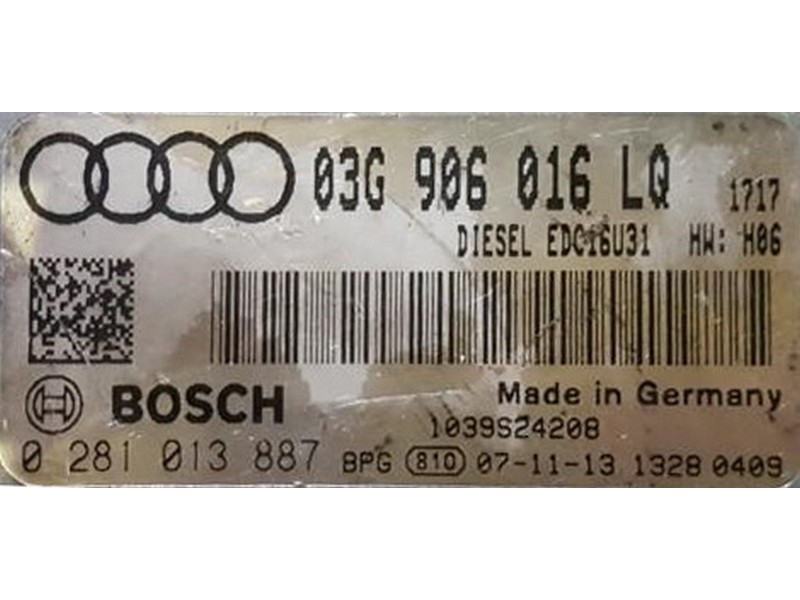 03G 906 016 LQ 1717
DIESEL EDC16U31 HW: H06
BOSCH Made in Germany
1039S24208
0 281 013 887 BPG 810 07-11-13 1328 0409